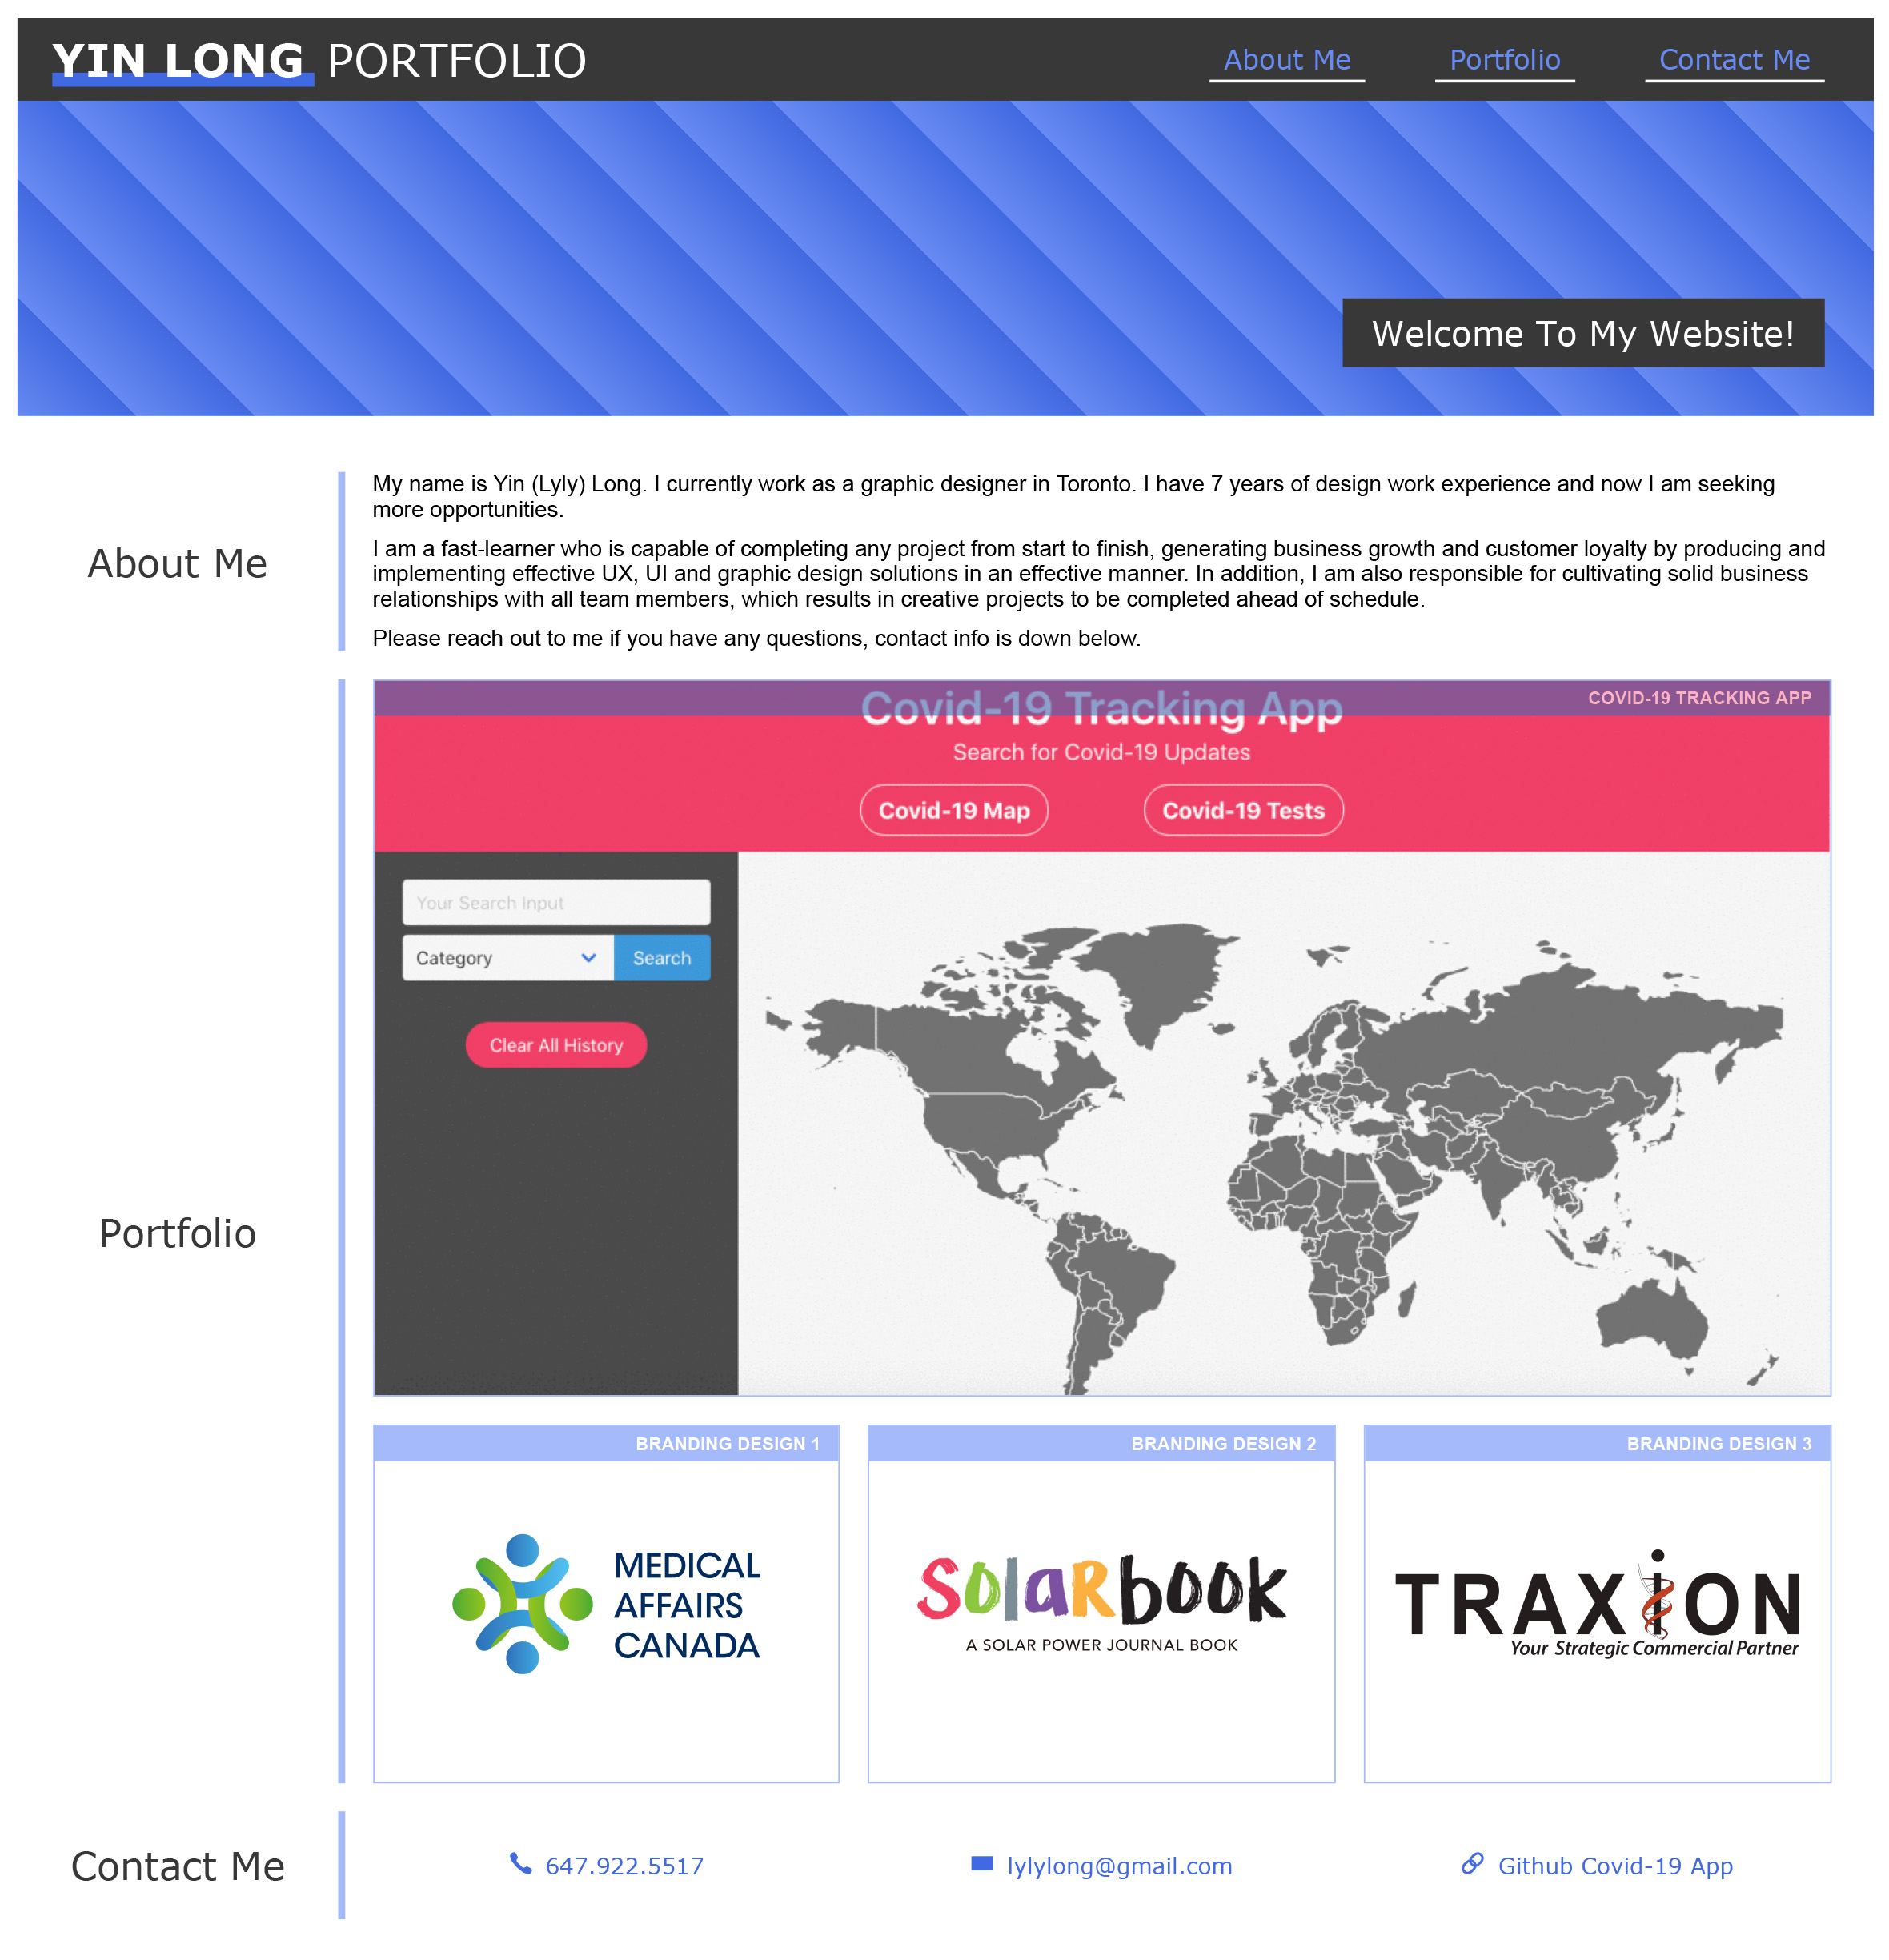 YIN LONG PORTFOLIO
About Me
Portfolio
Contact Me
Welcome To My Website!
About Me
My name is Yin (Lyly) Long. I currently work as a graphic designer in Toronto. I have 7 years of design work experience and now I am seeking
more opportunities.
I am a fast-learner who is capable of completing any project from start to finish, generating business growth and customer loyalty by producing and
implementing effective UX, UI and graphic design solutions in an effective manner. In addition, I am also responsible for cultivating solid business
relationships with all team members, which results in creative projects to be completed ahead of schedule.
Please reach out to me if you have any questions, contact info is down below.
Portfolio
COVID-19 TRACKING APP
Covid-19 Tracking App
Search for Covid-19 Updates
Covid-19 Map
Covid-19 Tests
Your Search Input
Category
Search
Clear All History
BRANDING DESIGN 1
MEDICAL
AFFAIRS
CANADA
BRANDING DESIGN 2
SolaRbook
A SOLAR POWER JOURNAL BOOK
BRANDING DESIGN 3
TRAXiON
Your Strategic Commercial Partner
Contact Me
647.922.5517
lylylong@gmail.com
Github Covid-19 App